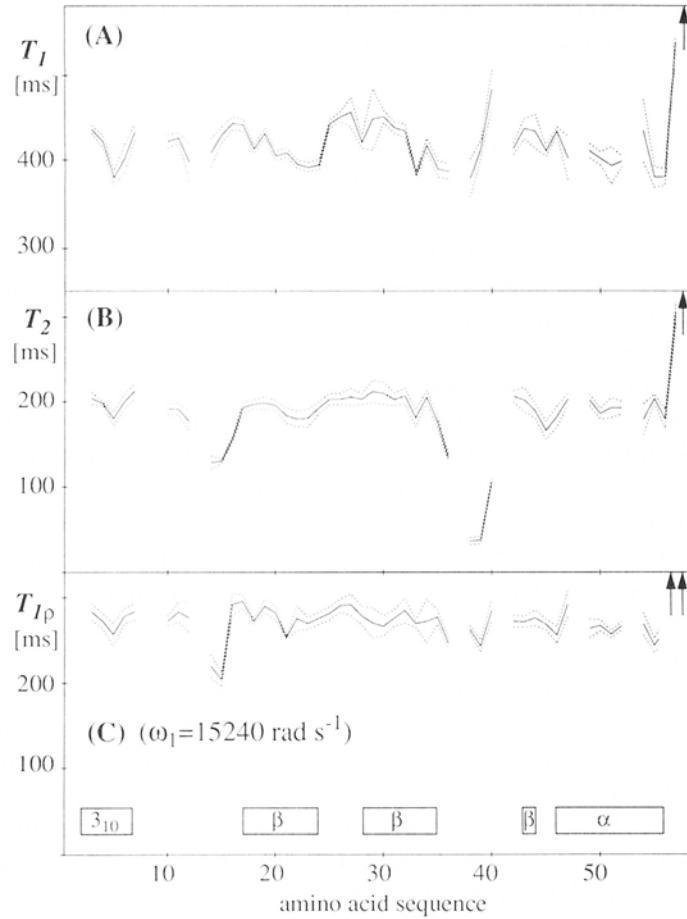 (A)
T1
[ms]
400
300
(B)
T2
[ms]
200
100
T1ρ
[ms]
200
(C) (ω1=15240 rad s-1)
100
310 β β β α
10 20 30 40 50
amino acid sequence